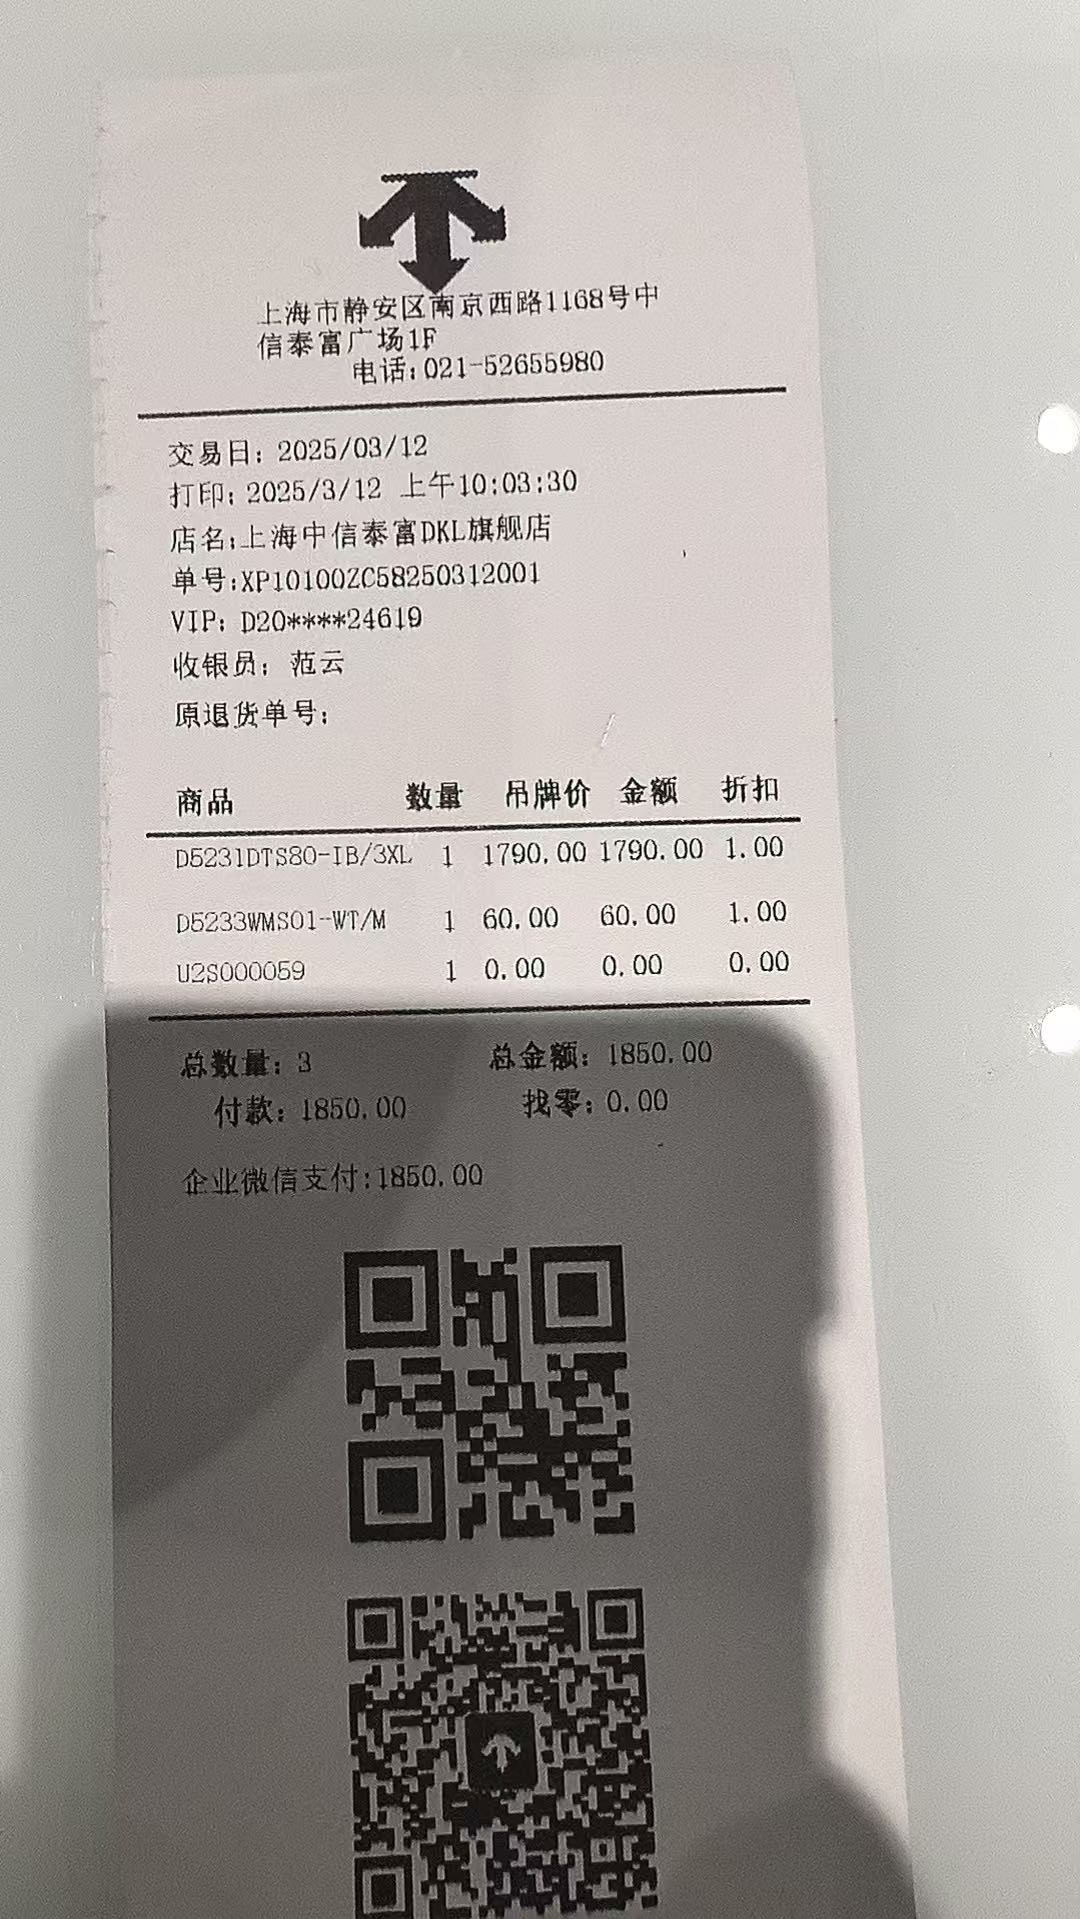 上海市静安区南京西路1168号中
信泰富广场1F
电话:021-52655980
交易日: 2025/03/12
打印: 2025/3/12 上午10:03:30
店名:上海中信泰富DKL旗舰店
单号:XP10100ZC58250312001
VIP: D20****24619
收银员: 范云
原退货单号:
商品 数量 吊牌价 金额 折扣
D5231DTS80-IB/3XL 1 1790.00 1790.00 1.00
D5233WMS01-WT/M 1 60.00 60.00 1.00
U2S000059 1 0.00 0.00 0.00
总数量: 3 总金额: 1850.00
付款: 1850.00 找零: 0.00
企业微信支付:1850.00